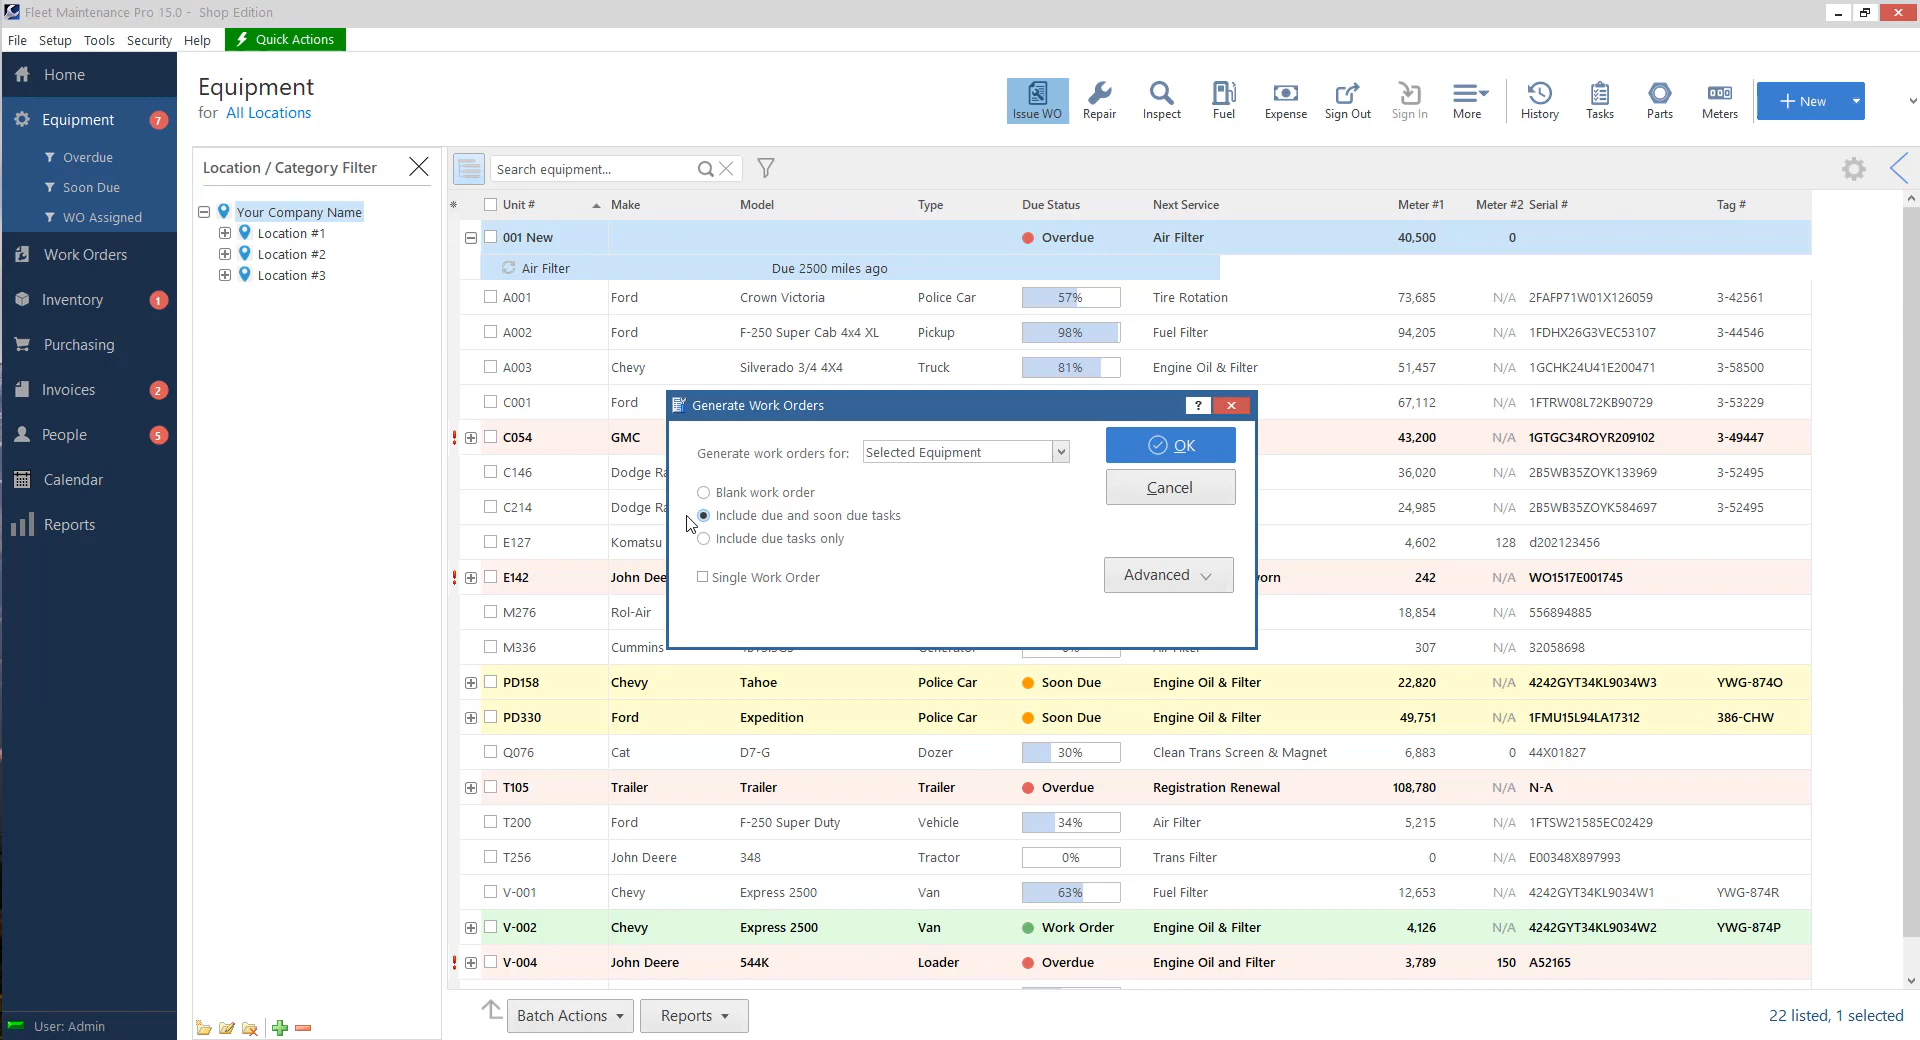 Fleet Maintenance Pro 15.0 - Shop Edition
File Setup Tools Security Help Quick Actions
Home
Equipment 7
Overdue
Soon Due
WO Assigned
Work Orders
Inventory 1
Purchasing
Invoices 2
People 5
Calendar
Reports
User: Admin
Equipment
for All Locations
Issue WO Repair Inspect Fuel Expense Sign Out Sign In More History Tasks Parts Meters New
Location / Category Filter
Your Company Name
Location #1
Location #2
Location #3
Search equipment...
* Unit # Make Model Type Due Status Next Service Meter #1 Meter #2 Serial # Tag #
001 New Overdue Air Filter 40,500 0
Air Filter Due 2500 miles ago
A001 Ford Crown Victoria Police Car 57% Tire Rotation 73,685 N/A 2FAFP71W01X126059 3-42561
A002 Ford F-250 Super Cab 4x4 XL Pickup 98% Fuel Filter 94,205 N/A 1FDHX26G3VEC53107 3-44546
A003 Chevy Silverado 3/4 4X4 Truck 81% Engine Oil & Filter 51,457 N/A 1GCHK24U41E200471 3-58500
C001 Ford 67,112 N/A 1FTRW08L72KB90729 3-53229
! C054 GMC 43,200 N/A 1GTGC34ROYR209102 3-49447
C146 Dodge Ra 36,020 N/A 2B5WB35ZOYK133969 3-52495
C214 Dodge Ra 24,985 N/A 2B5WB35ZOYK584697 3-52495
E127 Komatsu 4,602 128 d202123456
! E142 John Dee orn 242 N/A WO1517E001745
M276 Rol-Air 18,854 N/A 556894885
M336 Cummins 307 N/A 32058698
PD158 Chevy Tahoe Police Car Soon Due Engine Oil & Filter 22,820 N/A 4242GYT34KL9034W3 YWG-874O
PD330 Ford Expedition Police Car Soon Due Engine Oil & Filter 49,751 N/A 1FMU15L94LA17312 386-CHW
Q076 Cat D7-G Dozer 30% Clean Trans Screen & Magnet 6,883 0 44X01827
T105 Trailer Trailer Trailer Overdue Registration Renewal 108,780 N/A N-A
T200 Ford F-250 Super Duty Vehicle 34% Air Filter 5,215 N/A 1FTSW21585EC02429
T256 John Deere 348 Tractor 0% Trans Filter 0 N/A E00348X897993
V-001 Chevy Express 2500 Van 63% Fuel Filter 12,653 N/A 4242GYT34KL9034W1 YWG-874R
V-002 Chevy Express 2500 Van Work Order Engine Oil & Filter 4,126 N/A 4242GYT34KL9034W2 YWG-874P
! V-004 John Deere 544K Loader Overdue Engine Oil and Filter 3,789 150 A52165
Generate Work Orders ?
Generate work orders for: Selected Equipment
Blank work order
Include due and soon due tasks
Include due tasks only
Single Work Order
OK
Cancel
Advanced
Batch Actions Reports
22 listed, 1 selected